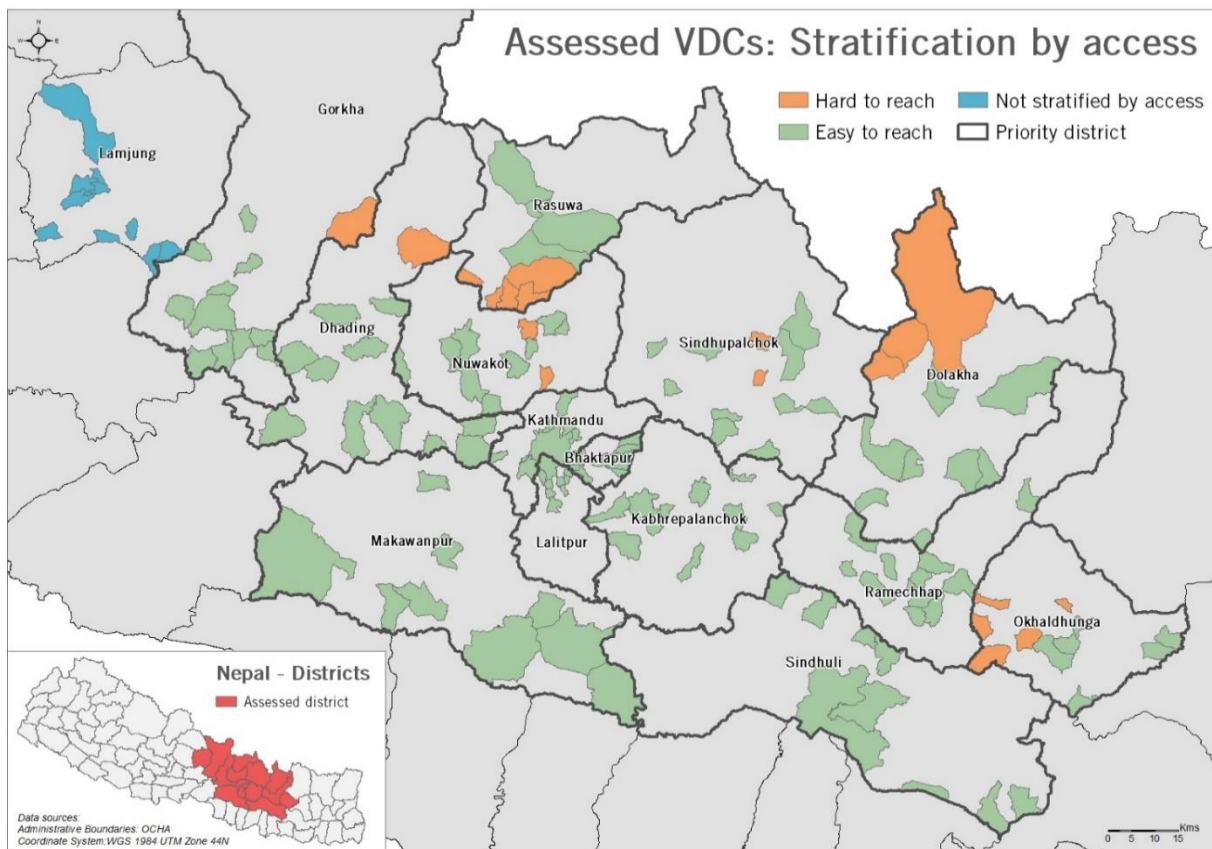 Assessed VDCs: Stratification by access
N
W
E
S
Hard to reach
Not stratified by access
Easy to reach
Priority district
Gorkha
Lamjung
Rasuwa
Dhading
Nuwakot
Sindhupalchok
Dolakha
Kathmandu
Bhaktapur
Kabhrepalanchok
Makawanpur
Lalitpur
Ramechhap
Okhaldhunga
Sindhuli
Nepal - Districts
Assessed district
Data sources:
Administrative Boundaries: OCHA
Coordinate System:WGS 1984 UTM Zone 44N
Kms
0 5 10 15